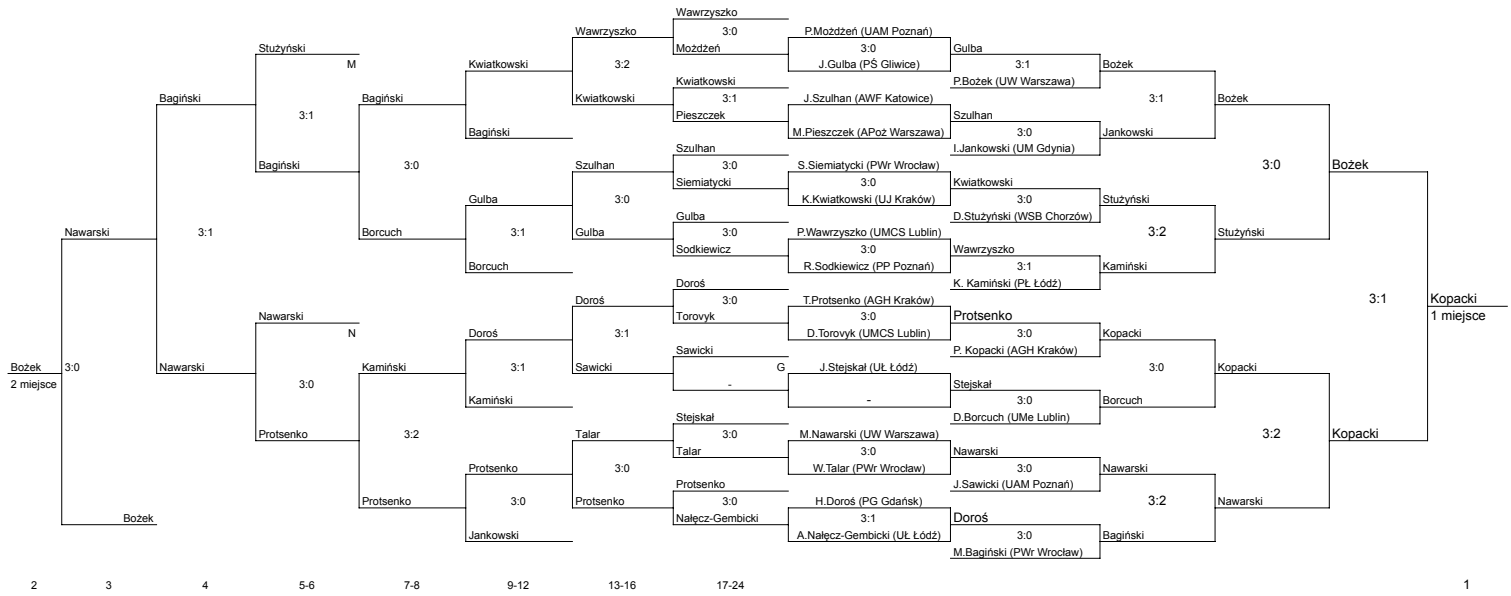 Wawrzyszko
Wawrzyszko 3:0 P.Możdżeń (UAM Poznań)
Stużyński Możdżeń 3:0 Gulba
M Kwiatkowski 3:2 J.Gulba (PŚ Gliwice) 3:1 Bożek
Kwiatkowski P.Bożek (UW Warszawa)
Bagiński Bagiński Kwiatkowski 3:1 J.Szulhan (AWF Katowice) 3:1 Bożek
3:1 Pieszczek Szulhan
Bagiński M.Pieszczek (APoż Warszawa) 3:0 Jankowski
Szulhan I.Jankowski (UM Gdynia)
Bagiński 3:0 Szulhan 3:0 S.Siemiatycki (PWr Wrocław) 3:0 Bożek
Siemiatycki 3:0 Kwiatkowski
Gulba 3:0 K.Kwiatkowski (UJ Kraków) 3:0 Stużyński
Gulba D.Stużyński (WSB Chorzów)
Nawarski 3:1 Borcuch 3:1 Gulba 3:0 P.Wawrzyszko (UMCS Lublin) 3:2 Stużyński
Sodkiewicz Wawrzyszko
Borcuch R.Sodkiewicz (PP Poznań) 3:1 Kamiński
Doroś K. Kamiński (PŁ Łódź)
Doroś 3:0 T.Protsenko (AGH Kraków) 3:1 Kopacki
Nawarski Torovyk 3:0 Protsenko 1 miejsce
N Doroś 3:1 D.Torovyk (UMCS Lublin) 3:0 Kopacki
Sawicki P. Kopacki (AGH Kraków)
Bożek 3:0 Nawarski Kamiński 3:1 Sawicki G J.Stejskał (UŁ Łódź) 3:0 Kopacki
2 miejsce 3:0 - Stejskał
Kamiński - 3:0 Borcuch
Stejskał D.Borcuch (UMe Lublin)
Protsenko 3:2 Talar 3:0 M.Nawarski (UW Warszawa) 3:2 Kopacki
Talar 3:0 Nawarski
Protsenko 3:0 W.Talar (PWr Wrocław) 3:0 Nawarski
Protsenko J.Sawicki (UAM Poznań)
Protsenko 3:0 Protsenko 3:0 H.Doroś (PG Gdańsk) 3:2 Nawarski
Bożek Nałęcz-Gembicki 3:1 Doroś
Jankowski A.Nałęcz-Gembicki (UŁ Łódź) 3:0 Bagiński
M.Bagiński (PWr Wrocław)
2 3 4 5-6 7-8 9-12 13-16 17-24 1